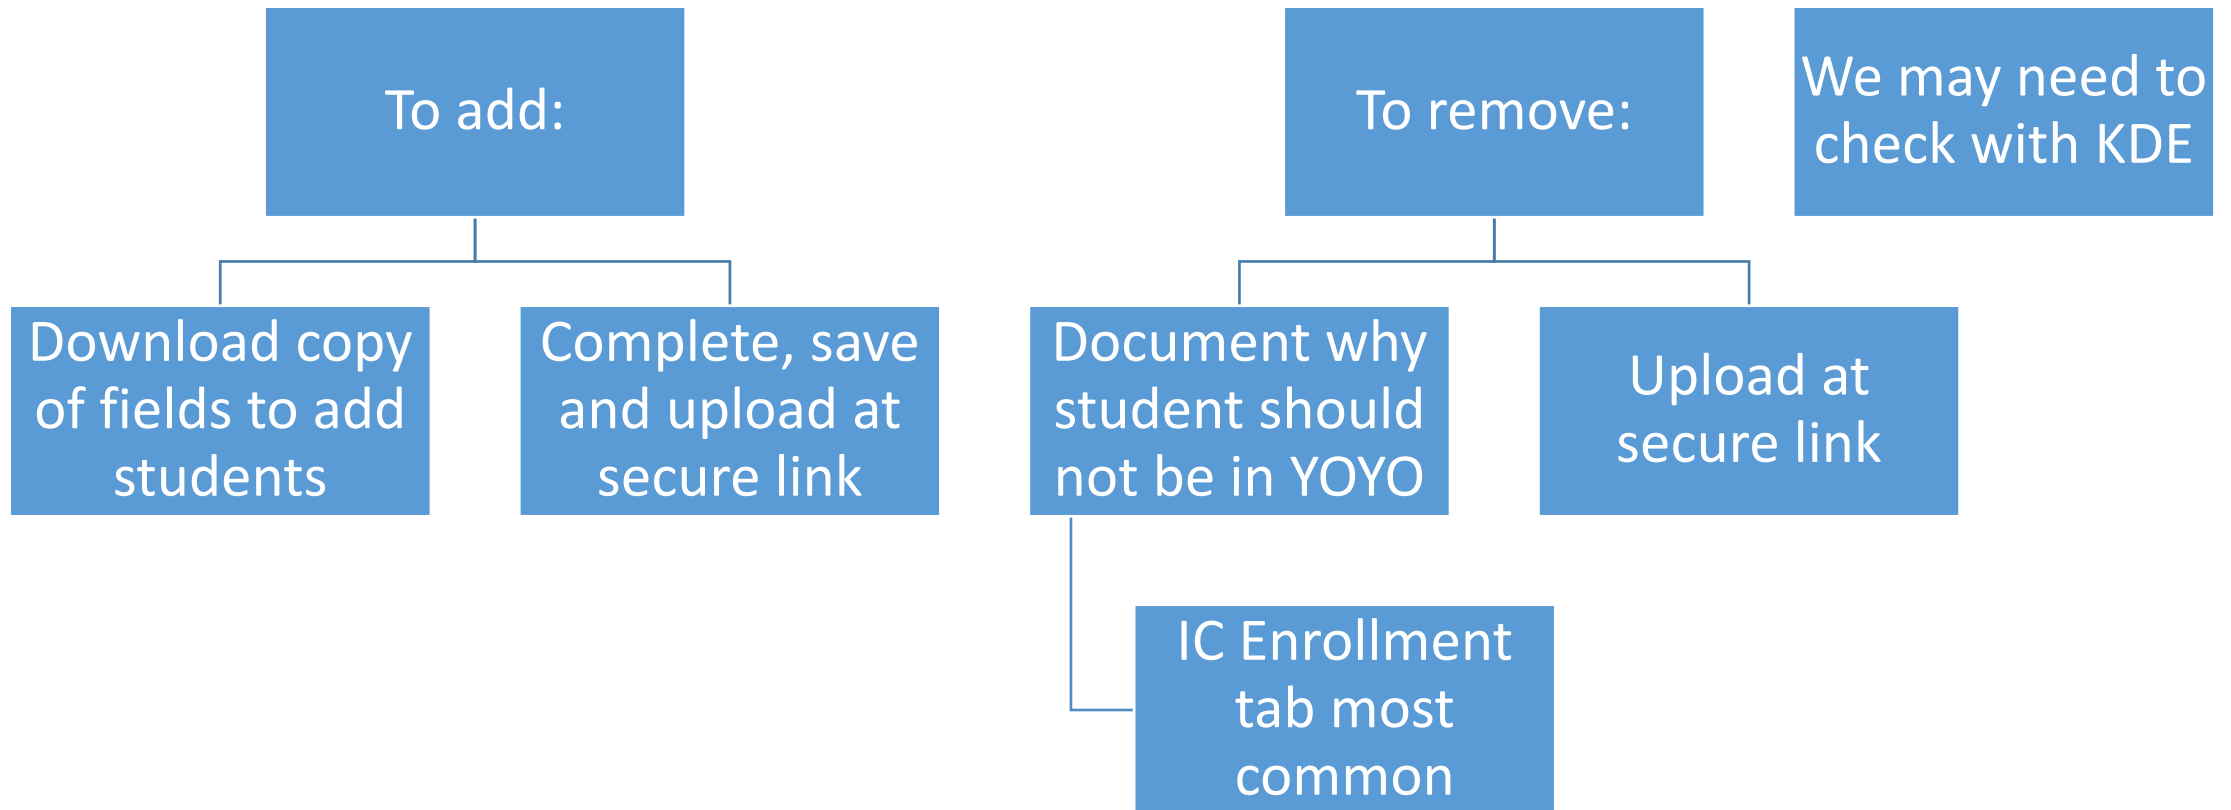 To add:
Download copy
of fields to add
students
Complete, save
and upload at
secure link
To remove:
Document why
student should
not be in YOYO
IC Enrollment
tab most
common
Upload at
secure link
We may need to
check with KDE